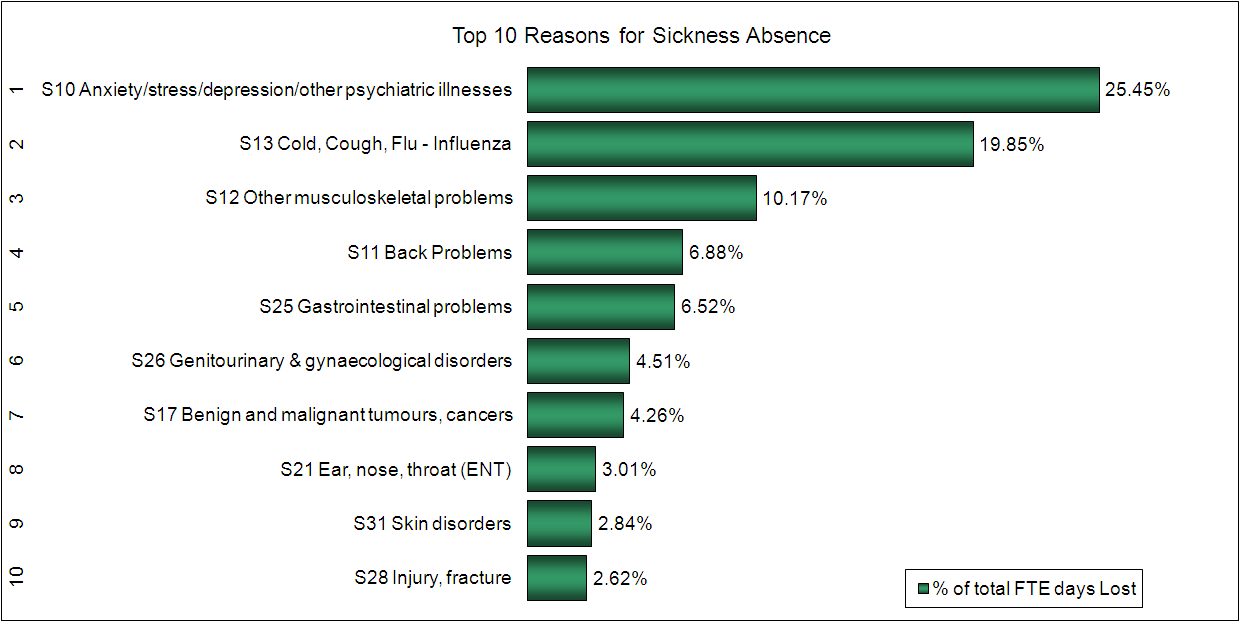 Top 10 Reasons for Sickness Absence
1 S10 Anxiety/stress/depression/other psychiatric illnesses 25.45%
2 S13 Cold, Cough, Flu - Influenza 19.85%
3 S12 Other musculoskeletal problems 10.17%
4 S11 Back Problems 6.88%
5 S25 Gastrointestinal problems 6.52%
6 S26 Genitourinary & gynaecological disorders 4.51%
7 S17 Benign and malignant tumours, cancers 4.26%
8 S21 Ear, nose, throat (ENT) 3.01%
9 S31 Skin disorders 2.84%
10 S28 Injury, fracture 2.62%
% of total FTE days Lost